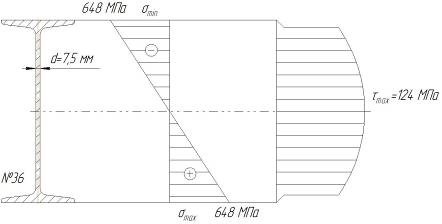 648 МПа σmin
⊖
d=7,5 мм
τmax=124 МПа
№36
⊕
σmax 648 МПа